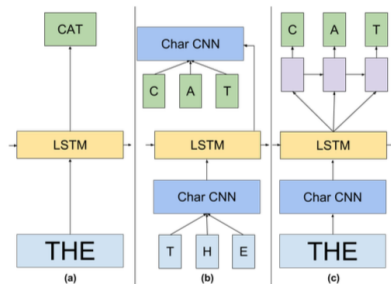 CAT
LSTM
THE
(a)
Char CNN
C A T
LSTM
Char CNN
T H E
(b)
C A T
LSTM
Char CNN
THE
(c)